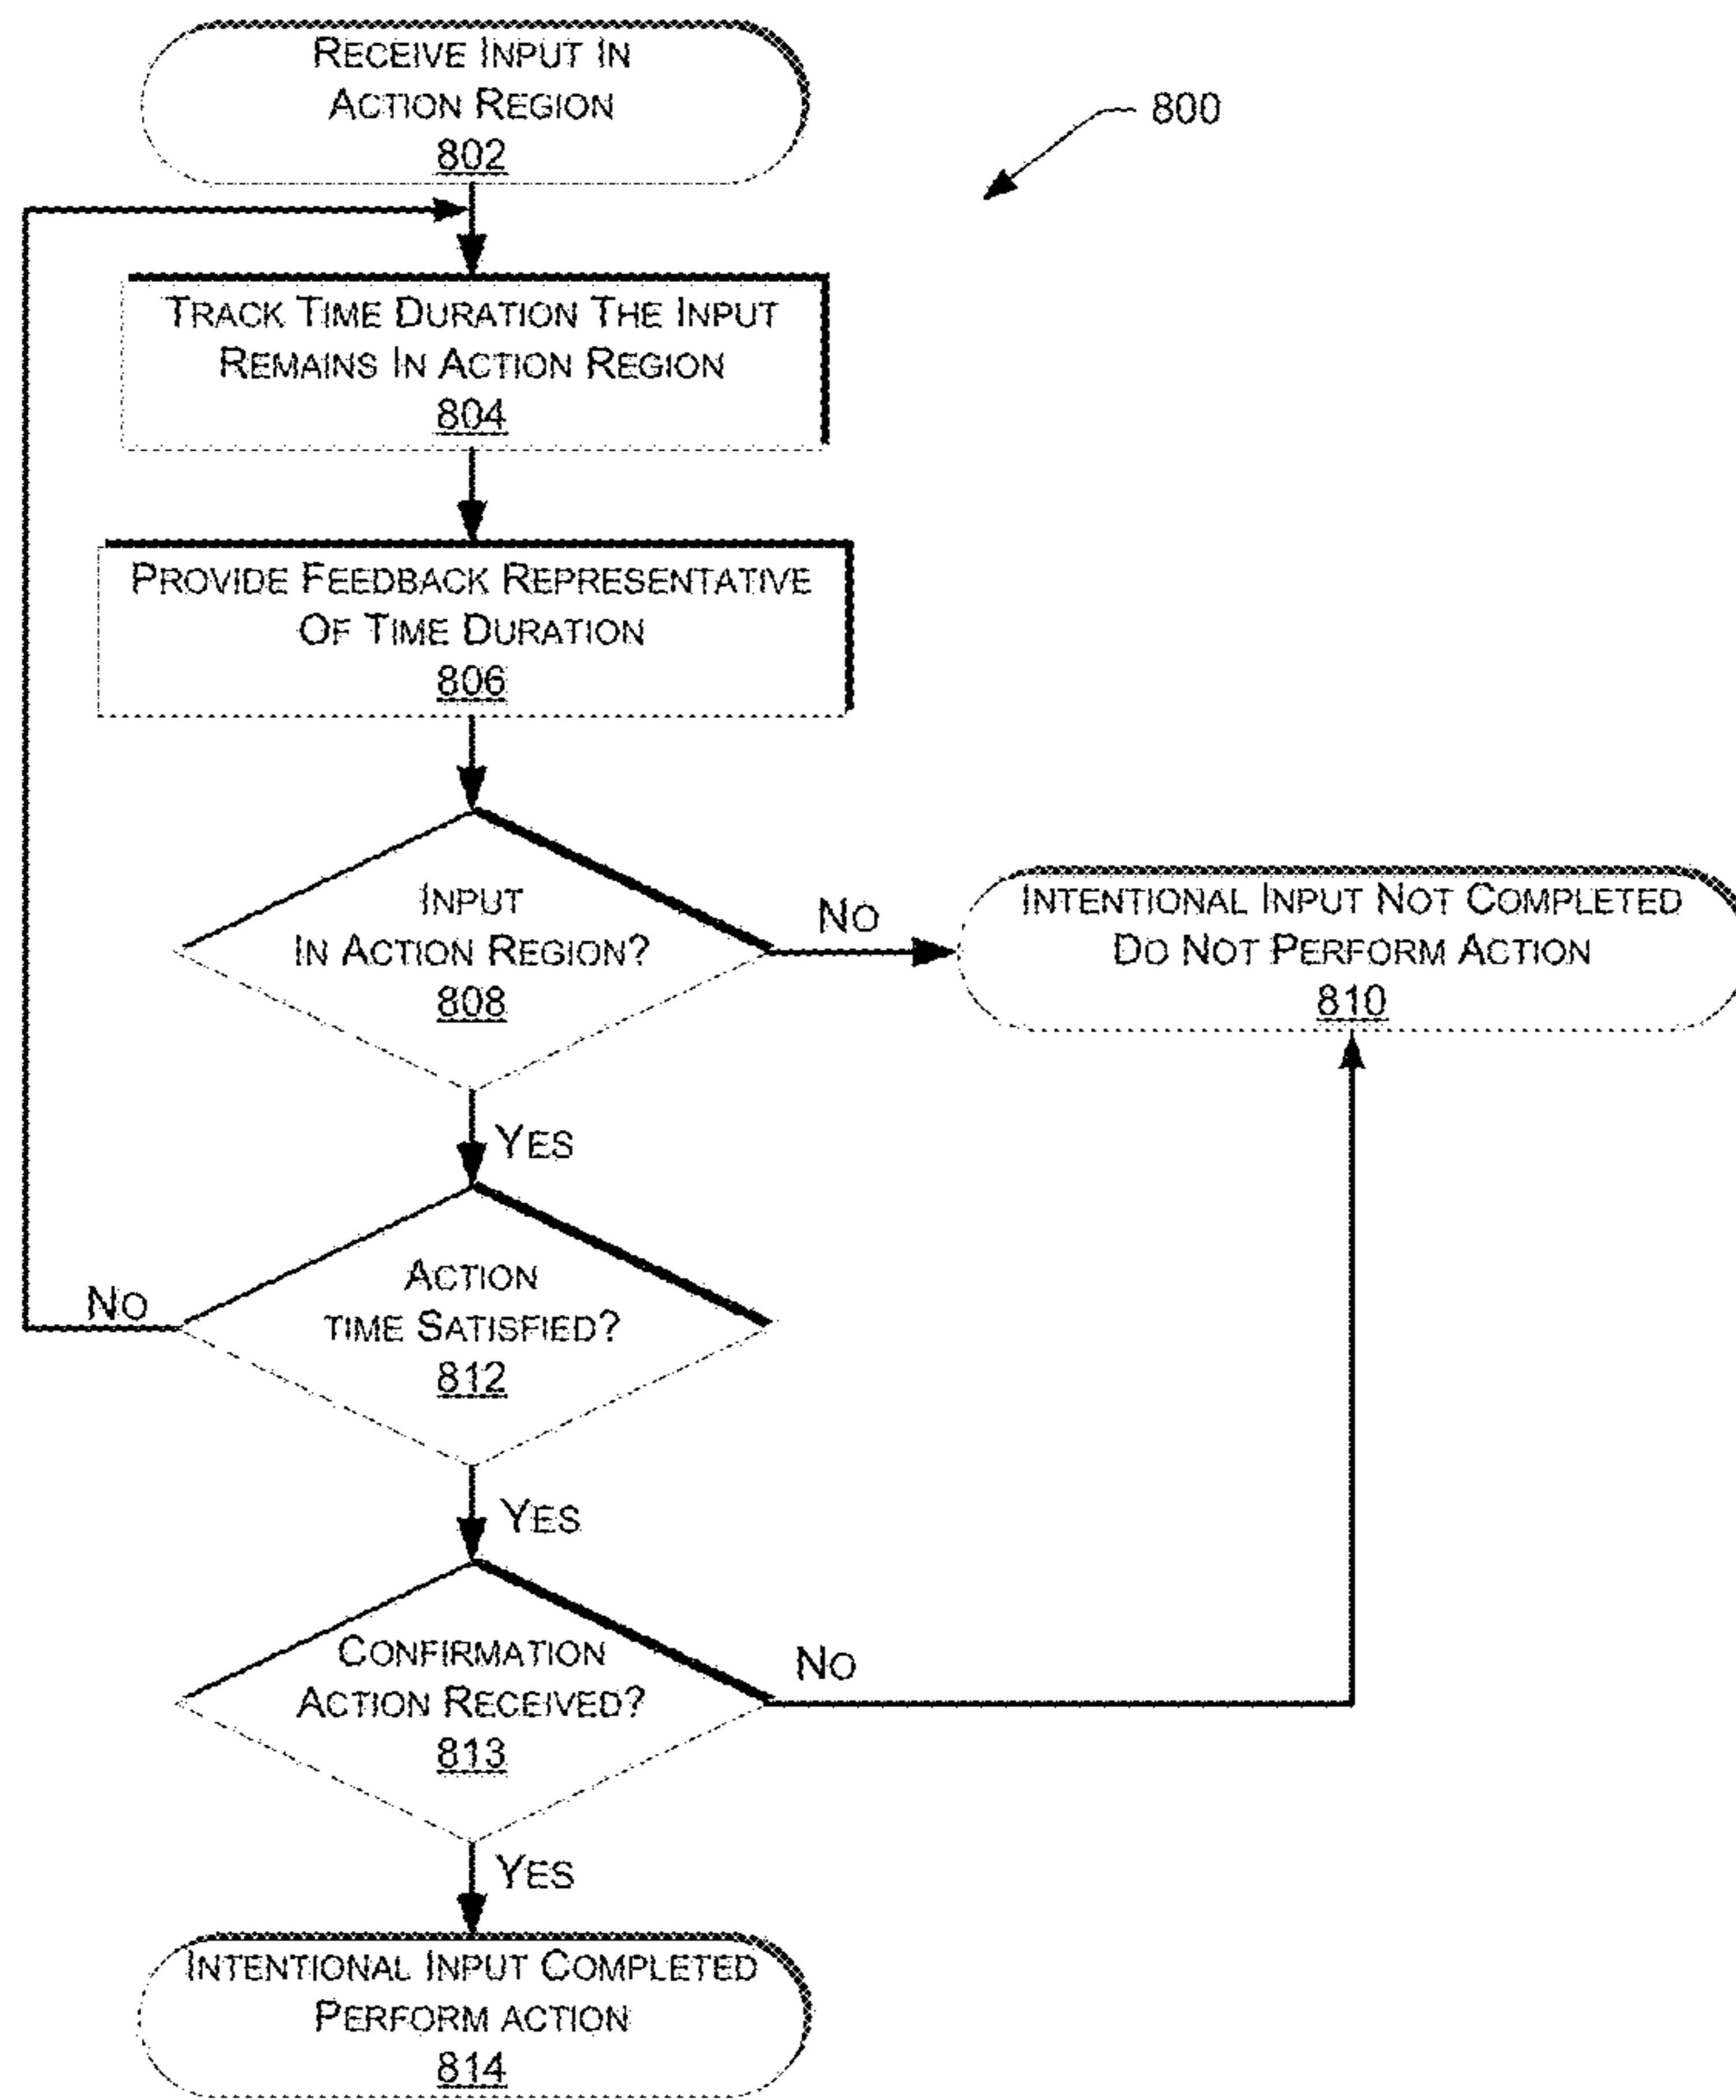 RECEIVE INPUT IN
ACTION REGION
802
800
TRACK TIME DURATION THE INPUT
REMAINS IN ACTION REGION
804
PROVIDE FEEDBACK REPRESENTATIVE
OF TIME DURATION
806
INPUT
IN ACTION REGION?
808
NO
INTENTIONAL INPUT NOT COMPLETED
DO NOT PERFORM ACTION
810
YES
ACTION
TIME SATISFIED?
812
NO
YES
CONFIRMATION
ACTION RECEIVED?
813
NO
YES
INTENTIONAL INPUT COMPLETED
PERFORM ACTION
814